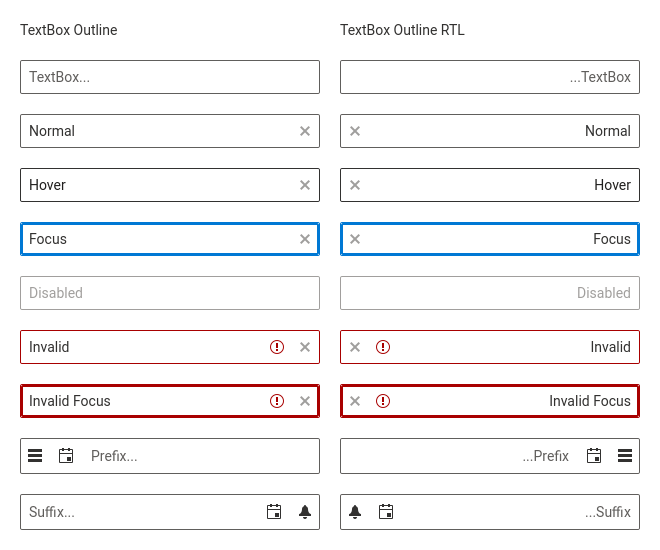 TextBox Outline
TextBox Outline RTL
TextBox...
...TextBox
Normal
Normal
Hover
Hover
Focus
Focus
Disabled
Disabled
Invalid
Invalid
Invalid Focus
Invalid Focus
Prefix...
...Prefix
Suffix...
...Suffix